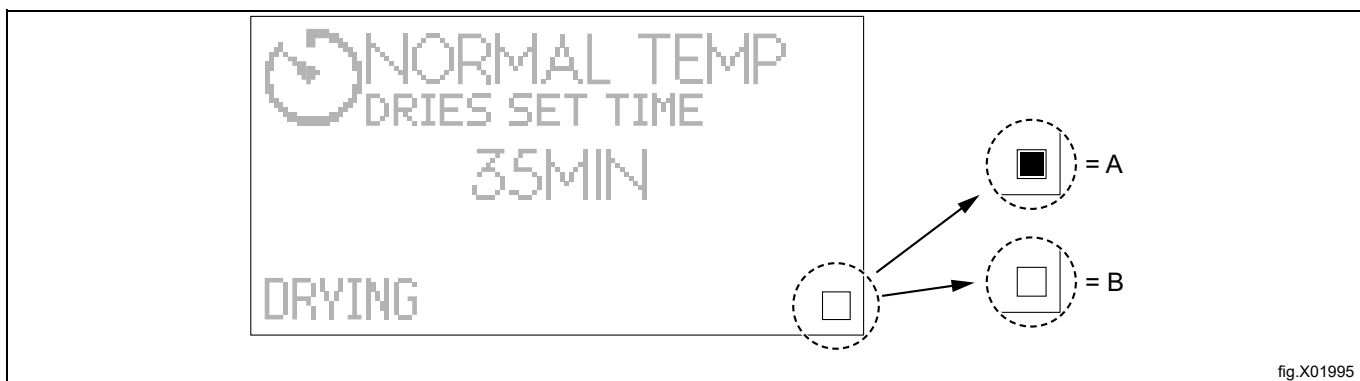 NORMAL TEMP
DRIES SET TIME
35MIN
DRYING
= A
= B
fig.X01995